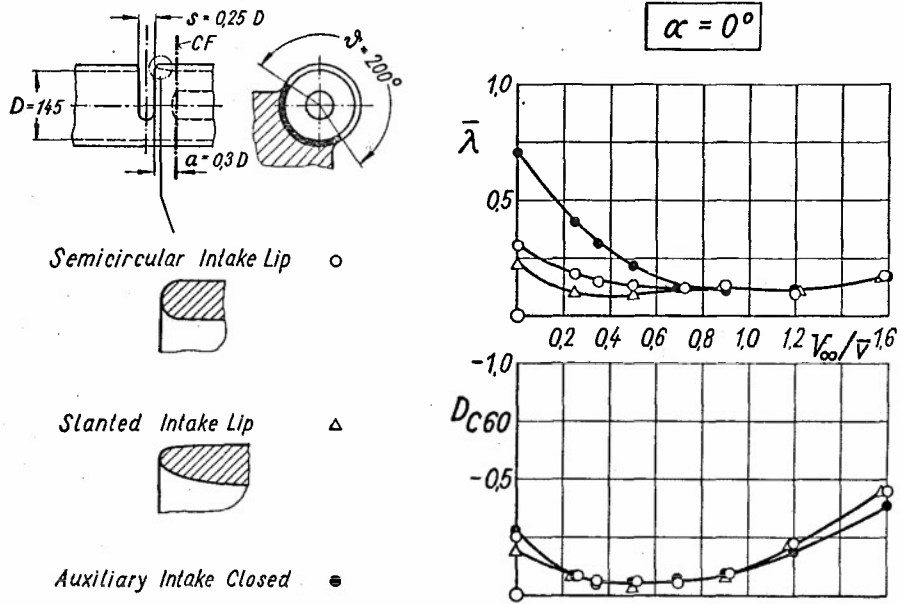 s = 0,25 D
CF
D=145
a = 0,3 D
ϑ = 200°
Semicircular Intake Lip ○
Slanted Intake Lip △
Auxiliary Intake Closed ●
α = 0°
1,0
λ̄
0,5
0,2 0,4 0,6 0,8 1,0 1,2 V∞/v̄ 1,6
-1,0
DC60
-0,5